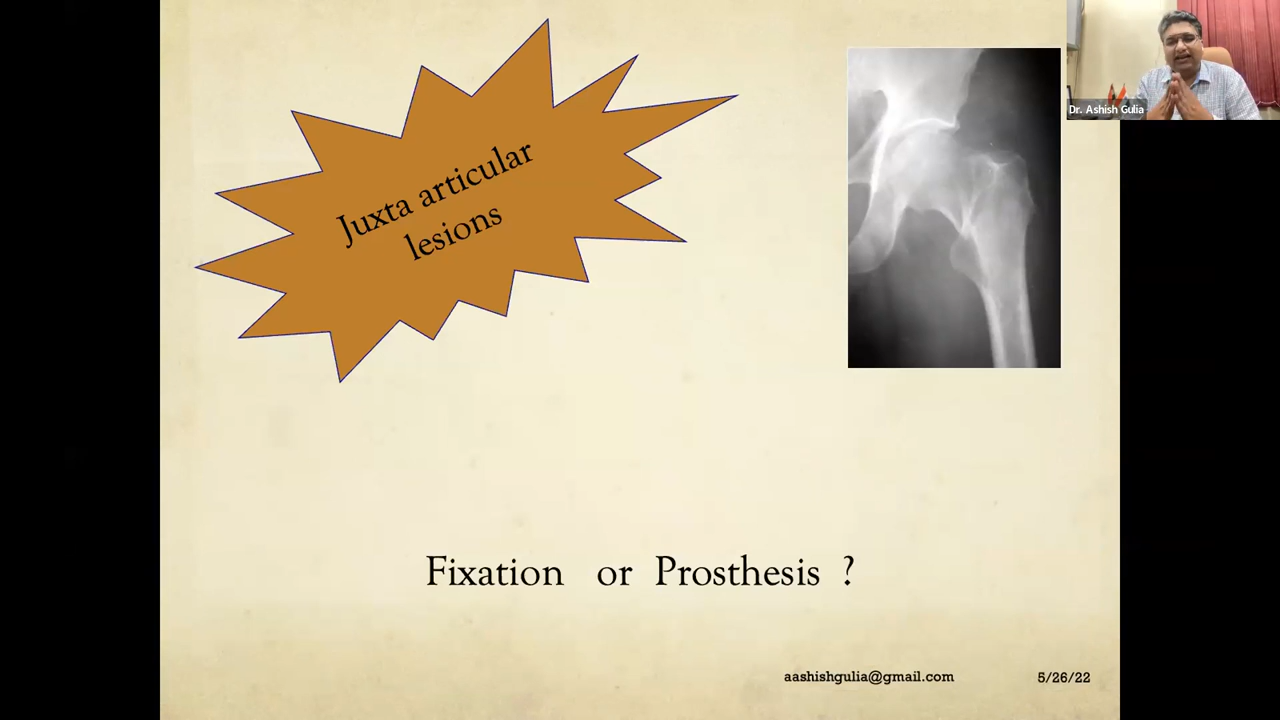 Juxta articular
lesions
Dr. Ashish Gulia
Fixation or Prosthesis ?
aashishgulia@gmail.com
5/26/22